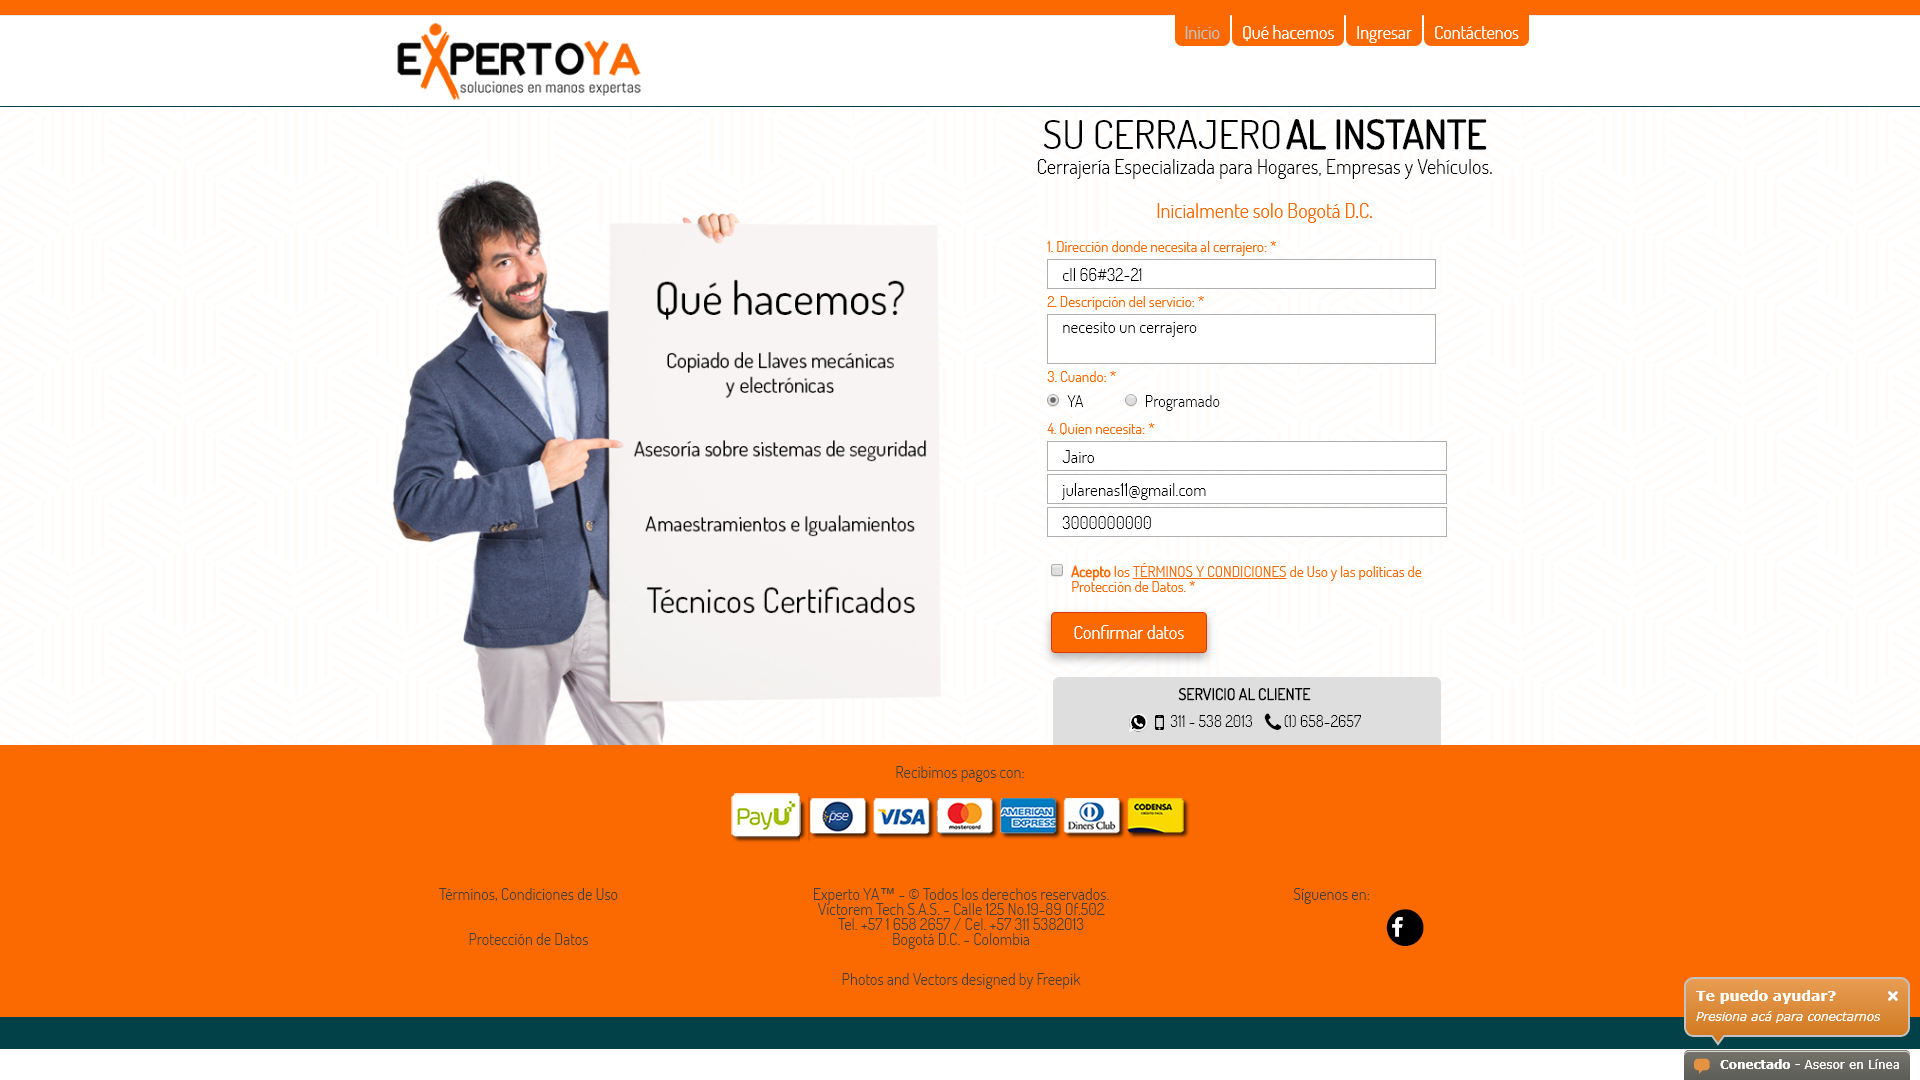 Inicio
Qué hacemos
Ingresar
Contáctenos
EXPERTOYA
soluciones en manos expertas
SU CERRAJERO AL INSTANTE
Cerrajería Especializada para Hogares, Empresas y Vehículos.
Inicialmente solo Bogotá D.C.
1. Dirección donde necesita al cerrajero: *
cll 66#32-21
2. Descripción del servicio: *
necesito un cerrajero
3. Cuando: *
YA
Programado
4. Quien necesita: *
Jairo
jularenas11@gmail.com
3000000000
Acepto los TÉRMINOS Y CONDICIONES de Uso y las políticas de
Protección de Datos. *
Confirmar datos
SERVICIO AL CLIENTE
311 - 538 2013
(1) 658-2657
Qué hacemos?
Copiado de Llaves mecánicas
y electrónicas
Asesoría sobre sistemas de seguridad
Amaestramientos e Igualamientos
Técnicos Certificados
Recibimos pagos con:
PayU
pse
VISA
mastercard
AMERICAN EXPRESS
Diners Club
CODENSA
Términos, Condiciones de Uso
Protección de Datos
Experto YA™ - © Todos los derechos reservados.
Victorem Tech S.A.S. - Calle 125 No.19-89 Of.502
Tel. +57 1 658 2657 / Cel. +57 311 5382013
Bogotá D.C. - Colombia
Photos and Vectors designed by Freepik
Síguenos en:
Te puedo ayudar?
Presiona acá para conectarnos
Conectado - Asesor en Línea